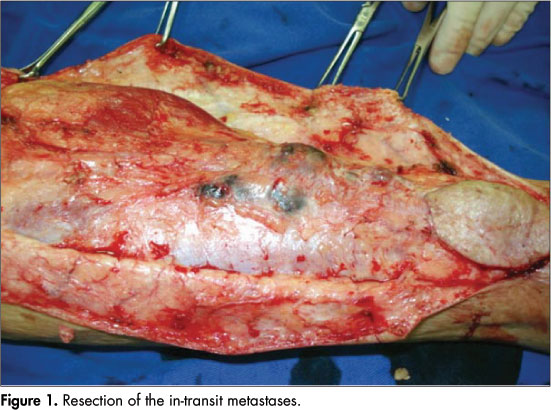 Figure 1. Resection of the in-transit metastases.